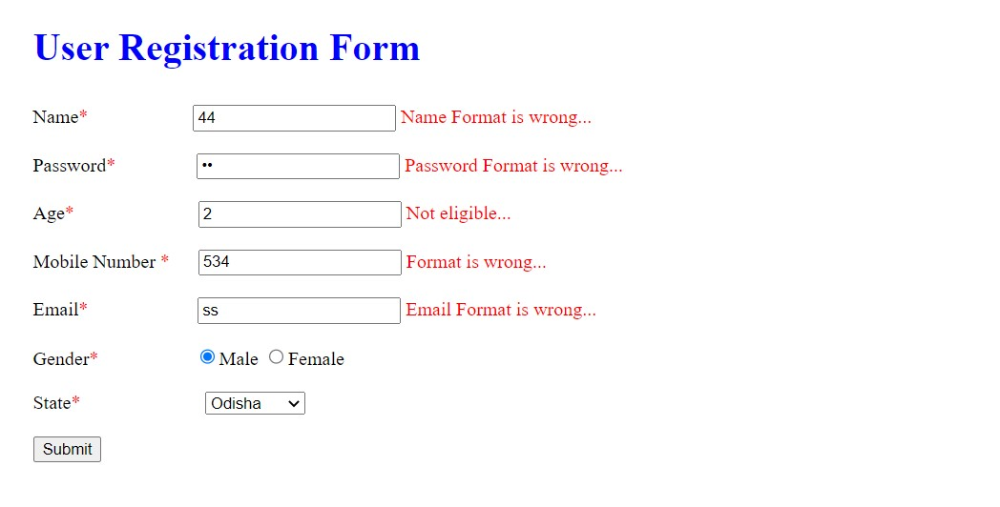 User Registration Form
Name* 44 Name Format is wrong...
Password* •• Password Format is wrong...
Age* 2 Not eligible...
Mobile Number * 534 Format is wrong...
Email* ss Email Format is wrong...
Gender* Male Female
State* Odisha
Submit